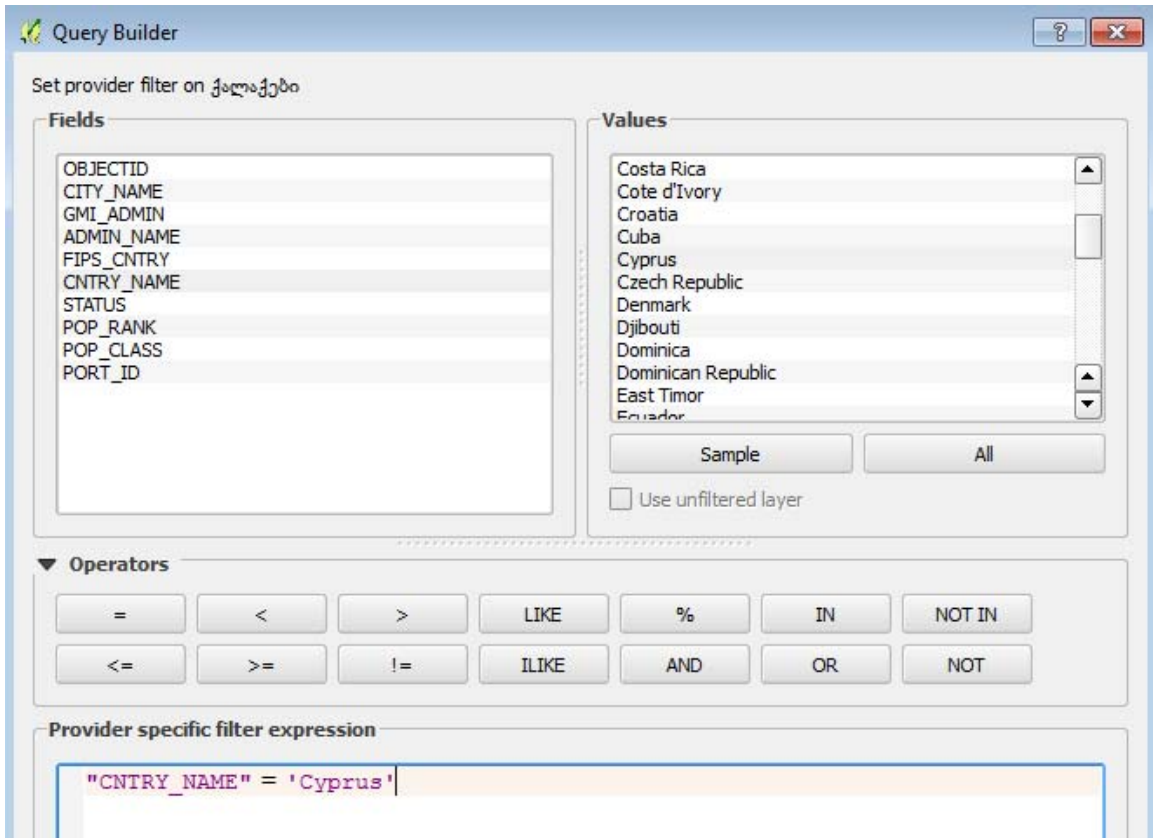 Query Builder
Set provider filter on ქალაქები
Fields
OBJECTID
CITY_NAME
GMI_ADMIN
ADMIN_NAME
FIPS_CNTRY
CNTRY_NAME
STATUS
POP_RANK
POP_CLASS
PORT_ID
Values
Costa Rica
Cote d'Ivory
Croatia
Cuba
Cyprus
Czech Republic
Denmark
Djibouti
Dominica
Dominican Republic
East Timor
Ecuador
Sample All
Use unfiltered layer
Operators
= < > LIKE % IN NOT IN
<= >= != ILIKE AND OR NOT
Provider specific filter expression
"CNTRY_NAME" = 'Cyprus'